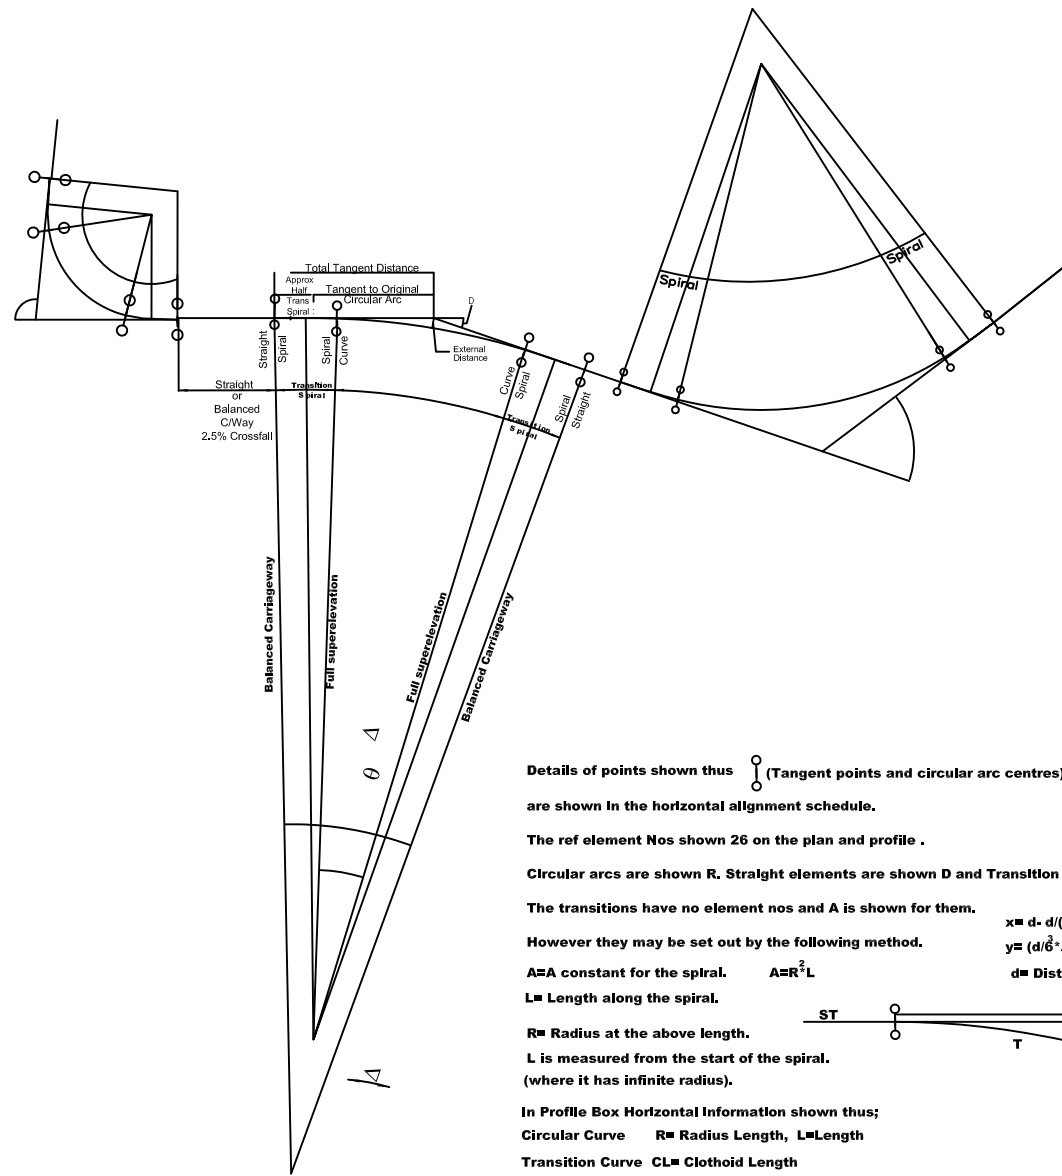 Total Tangent Distance
Approx
Half
Trans
Spiral :
Tangent to Original
Circular Arc
D
Straight
Spiral
Spiral
Curve
External
Distance
Curve
Spiral
Spiral
Straight
Spiral
Spiral
Straight
or
Balanced
C/Way
2.5% Crossfall
Transition
Spiral
Transition
Spiral
Balanced Carriageway
Full superelevation
Full superelevation
Balanced Carriageway
Δ
θ
Δ
Details of points shown thus (Tangent points and circular arc centres)
are shown in the horizontal alignment schedule.
The ref element Nos shown 26 on the plan and profile .
Circular arcs are shown R. Straight elements are shown D and Transition
The transitions have no element nos and A is shown for them.
x= d- d/(
However they may be set out by the following method.
y= (d/6³*.
A=A constant for the spiral. A=R²*L
d= Dist
L= Length along the spiral.
ST
R= Radius at the above length.
T
L is measured from the start of the spiral.
(where it has infinite radius).
In Profile Box Horizontal Information shown thus;
Circular Curve R= Radius Length, L=Length
Transition Curve CL= Clothoid Length